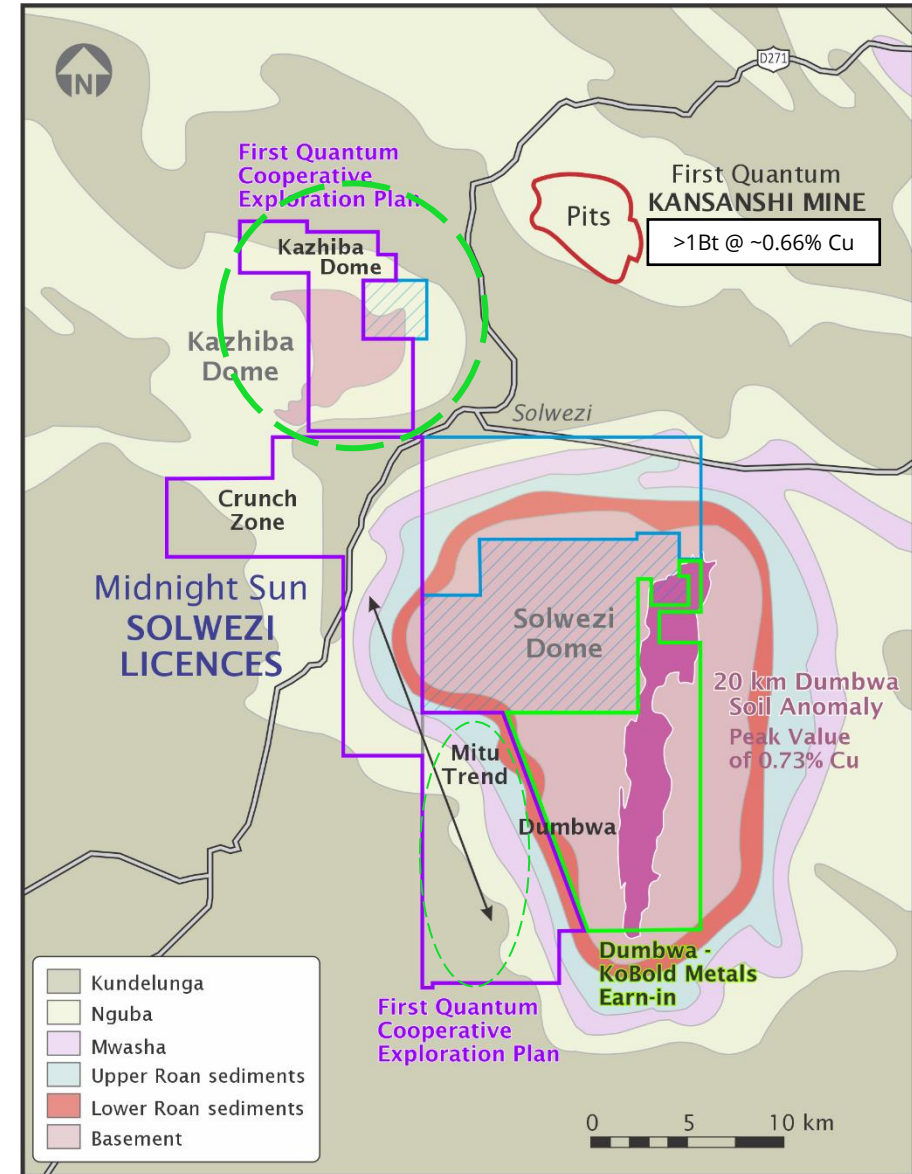 N
D271
First Quantum
Cooperative
Exploration Plan
First Quantum
KANSANSHI MINE
>1Bt @ ~0.66% Cu
Pits
Kazhiba
Dome
Kazhiba
Dome
Solwezi
Crunch
Zone
Midnight Sun
SOLWEZI
LICENCES
Solwezi
Dome
20 km Dumbwa
Soil Anomaly
Peak Value
of 0.73% Cu
Mitu
Trend
Dumbwa
Dumbwa -
KoBold Metals
Earn-in
First Quantum
Cooperative
Exploration Plan
Kundelunga
Nguba
Mwasha
Upper Roan sediments
Lower Roan sediments
Basement
0 5 10 km